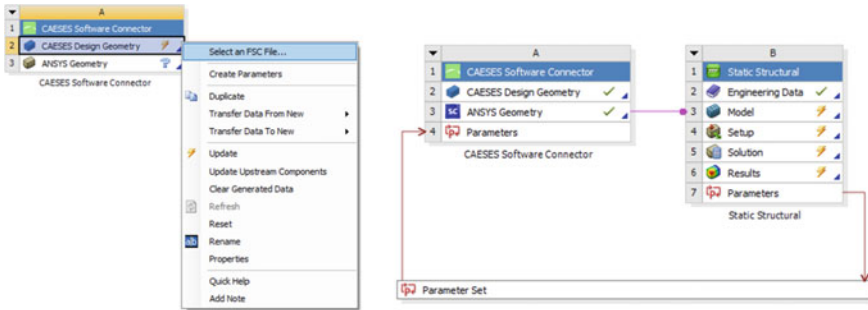 A
1 CAESES Software Connector
2 CAESES Design Geometry
3 ANSYS Geometry
CAESES Software Connector
Select an FSC File...
Create Parameters
Duplicate
Transfer Data From New
Transfer Data To New
Update
Update Upstream Components
Clear Generated Data
Refresh
Reset
ab Rename
Properties
Quick Help
Add Note
A
1 CAESES Software Connector
2 CAESES Design Geometry
3 SC ANSYS Geometry
4 Parameters
CAESES Software Connector
B
1 Static Structural
2 Engineering Data
3 Model
4 Setup
5 Solution
6 Results
7 Parameters
Static Structural
Parameter Set